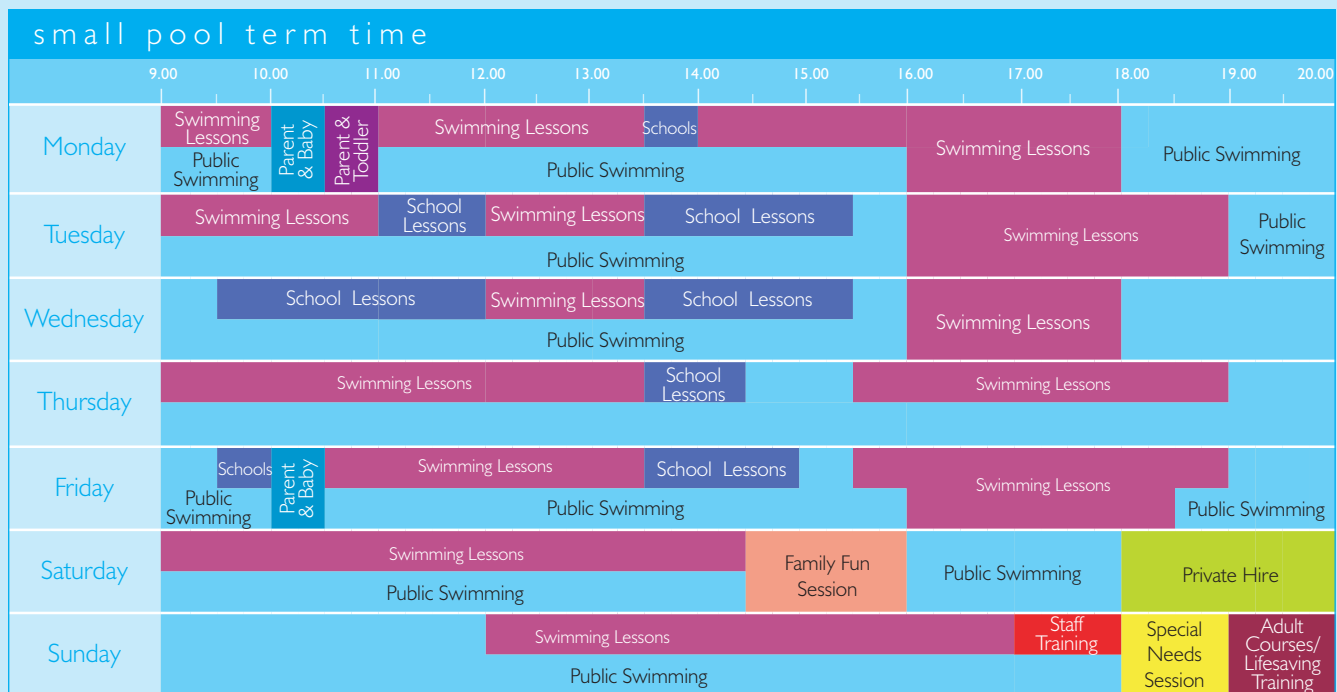 small pool term time
9.00 10.00 11.00 12.00 13.00 14.00 15.00 16.00 17.00 18.00 19.00 20.00
Monday
Swimming
Lessons
Public
Swimming
Parent
& Baby
Parent &
Toddler
Swimming Lessons
Schools
Public Swimming
Swimming Lessons
Public Swimming
Tuesday
Swimming Lessons
School
Lessons
Swimming Lessons
School Lessons
Public Swimming
Swimming Lessons
Public
Swimming
Wednesday
School Lessons
Swimming Lessons
School Lessons
Public Swimming
Swimming Lessons
Thursday
Swimming Lessons
School
Lessons
Swimming Lessons
Friday
Schools
Public
Swimming
Parent
& Baby
Swimming Lessons
School Lessons
Public Swimming
Swimming Lessons
Public Swimming
Saturday
Swimming Lessons
Public Swimming
Family Fun
Session
Public Swimming
Private Hire
Sunday
Swimming Lessons
Public Swimming
Staff
Training
Special
Needs
Session
Adult
Courses/
Lifesaving
Training